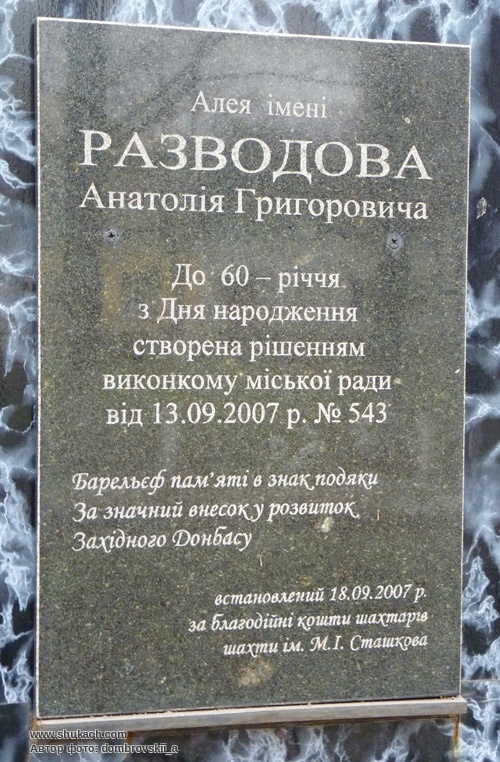 Алея імені
РАЗВОДОВА
Анатолія Григоровича
До 60 – річчя
з Дня народження
створена рішенням
виконкому міської ради
від 13.09.2007 р. № 543
Барельєф пам'яті в знак подяки
За значний внесок у розвиток
Західного Донбасу
встановлений 18.09.2007 р.
за благодійні кошти шахтарів
шахти ім. М.І. Сташкова
www.shukach.com
Автор фото: dombrovskii_a